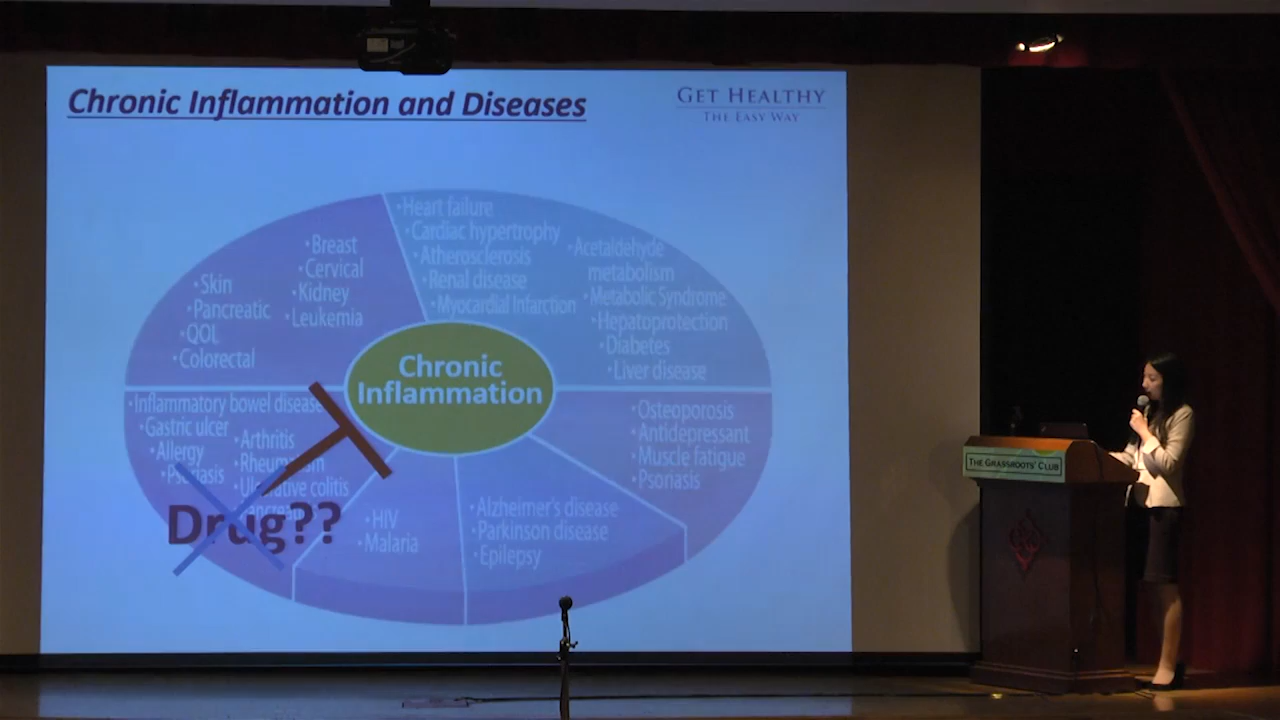 Chronic Inflammation and Diseases
GET HEALTHY
THE EASY WAY
•Heart failure
•Cardiac hypertrophy
•Atherosclerosis
•Renal disease
•Myocardial Infarction
•Acetaldehyde
metabolism
•Metabolic Syndrome
•Hepatoprotection
•Diabetes
•Liver disease
•Breast
•Cervical
•Kidney
•Leukemia
•Skin
•Pancreatic
•QOL
•Colorectal
Chronic
Inflammation
•Inflammatory bowel disease
•Gastric ulcer
•Allergy
•Psoriasis
•Arthritis
•Ulcerative colitis
Drug??
•HIV
•Malaria
•Alzheimer's disease
•Parkinson disease
•Epilepsy
•Osteoporosis
•Antidepressant
•Muscle fatigue
•Psoriasis
THE GRASSROOTS' CLUB